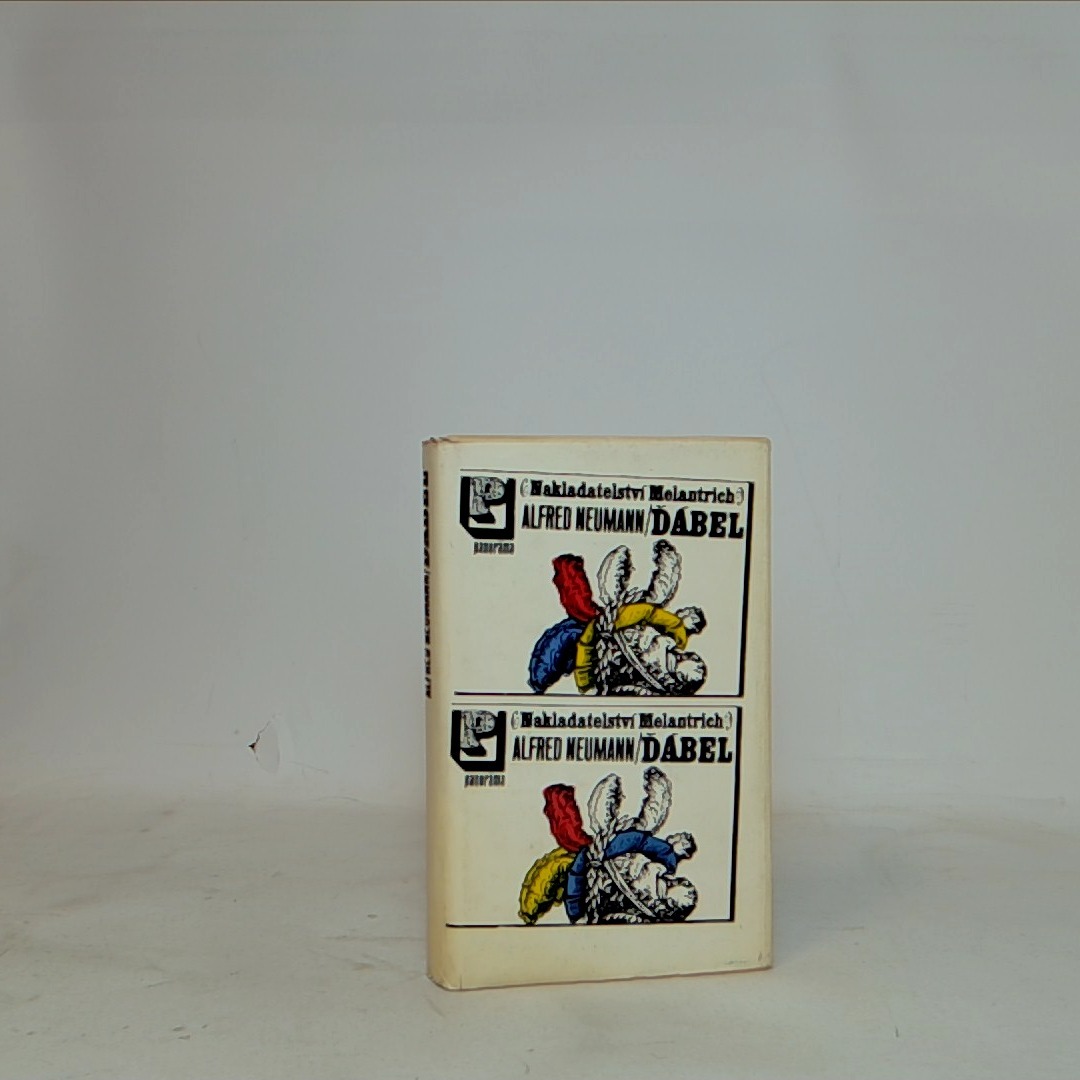 ALFRED NEUMANN/ĎÁBEL
P
(Nakladatelství Melantrich)
ALFRED NEUMANN/ĎÁBEL
panorama
P
(Nakladatelství Melantrich)
ALFRED NEUMANN/ĎÁBEL
panorama